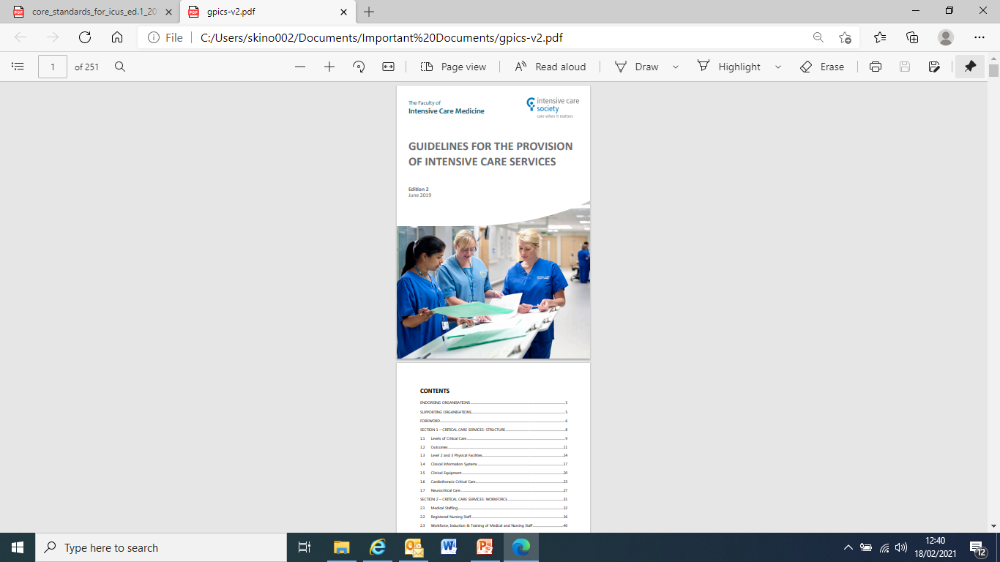 core_standards_for_icus_ed.1_20
gpics-v2.pdf
File
C:/Users/skino002/Documents/Important%20Documents/gpics-v2.pdf
1 of 251
Page view
Read aloud
Draw
Highlight
Erase
The Faculty of
Intensive Care Medicine
intensive care
society
care when it matters
GUIDELINES FOR THE PROVISION
OF INTENSIVE CARE SERVICES
Edition 2
June 2019
CONTENTS
ENDORSING ORGANISATIONS 5
SUPPORTING ORGANISATIONS 5
FOREWORD 6
SECTION 1 – CRITICAL CARE SERVICES: STRUCTURE 8
1.1 Levels of Critical Care 9
1.2 Outcomes 11
1.3 Level 2 and 3 Physical Facilities 14
1.4 Clinical Information Systems 17
1.5 Clinical Equipment 20
1.6 Cardiothoracic Critical Care 23
1.7 Neurocritical Care 27
SECTION 2 – CRITICAL CARE SERVICES: WORKFORCE 31
2.1 Medical Staffing 32
2.2 Registered Nursing Staff 36
2.3 Workforce, Induction & Training of Medical and Nursing Staff 40
Type here to search
12:40
18/02/2021
12